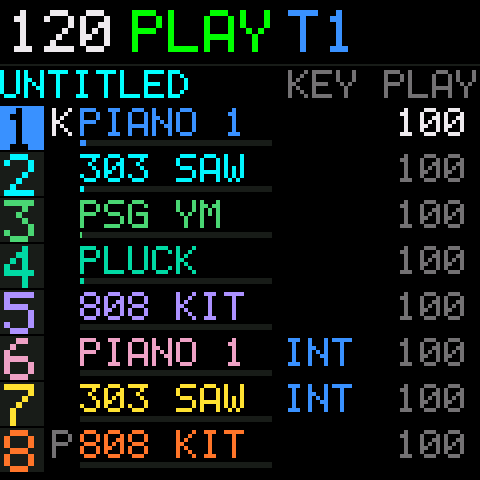 120 PLAY T1
UNTITLED KEY PLAY
1 K PIANO 1 100
2 303 SAW 100
3 PSG YM 100
4 PLUCK 100
5 808 KIT 100
6 PIANO 1 INT 100
7 303 SAW INT 100
8 P 808 KIT 100